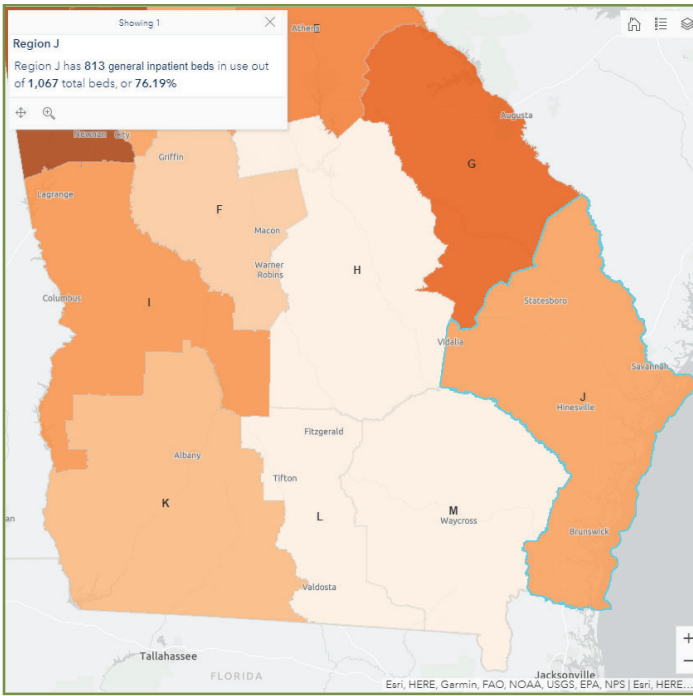 Showing 1
Region J
Region J has 813 general inpatient beds in use out
of 1,067 total beds, or 76.19%
Athens
E
Augusta
Newnan
City
Griffin
G
Lagrange
F
Macon
Warner
Robins
H
Columbus
I
Statesboro
Vidalia
Savannah
J
Hinesville
Fitzgerald
Albany
Tifton
K
L
M
Waycross
Brunswick
Valdosta
an
Tallahassee
FLORIDA
Jacksonville
Esri, HERE, Garmin, FAO, NOAA, USGS, EPA, NPS | Esri, HERE...